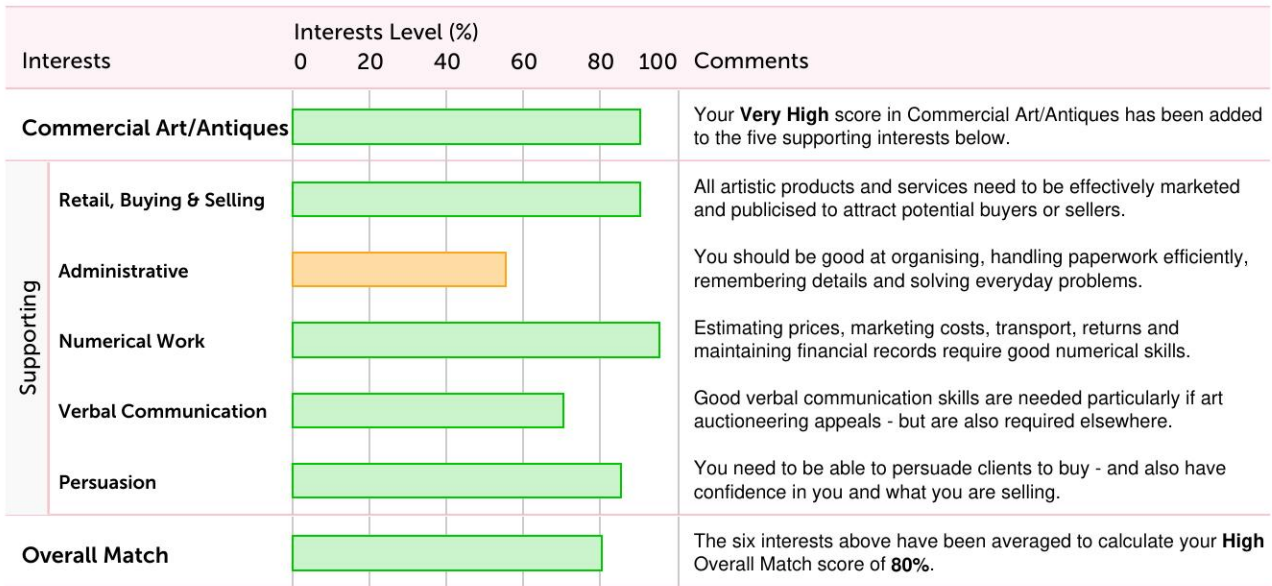 Interests Level (%)
Interests 0 20 40 60 80 100 Comments
Commercial Art/Antiques
Your Very High score in Commercial Art/Antiques has been added
to the five supporting interests below.
Supporting
Retail, Buying & Selling
All artistic products and services need to be effectively marketed
and publicised to attract potential buyers or sellers.
Administrative
You should be good at organising, handling paperwork efficiently,
remembering details and solving everyday problems.
Numerical Work
Estimating prices, marketing costs, transport, returns and
maintaining financial records require good numerical skills.
Verbal Communication
Good verbal communication skills are needed particularly if art
auctioneering appeals - but are also required elsewhere.
Persuasion
You need to be able to persuade clients to buy - and also have
confidence in you and what you are selling.
Overall Match
The six interests above have been averaged to calculate your High
Overall Match score of 80%.